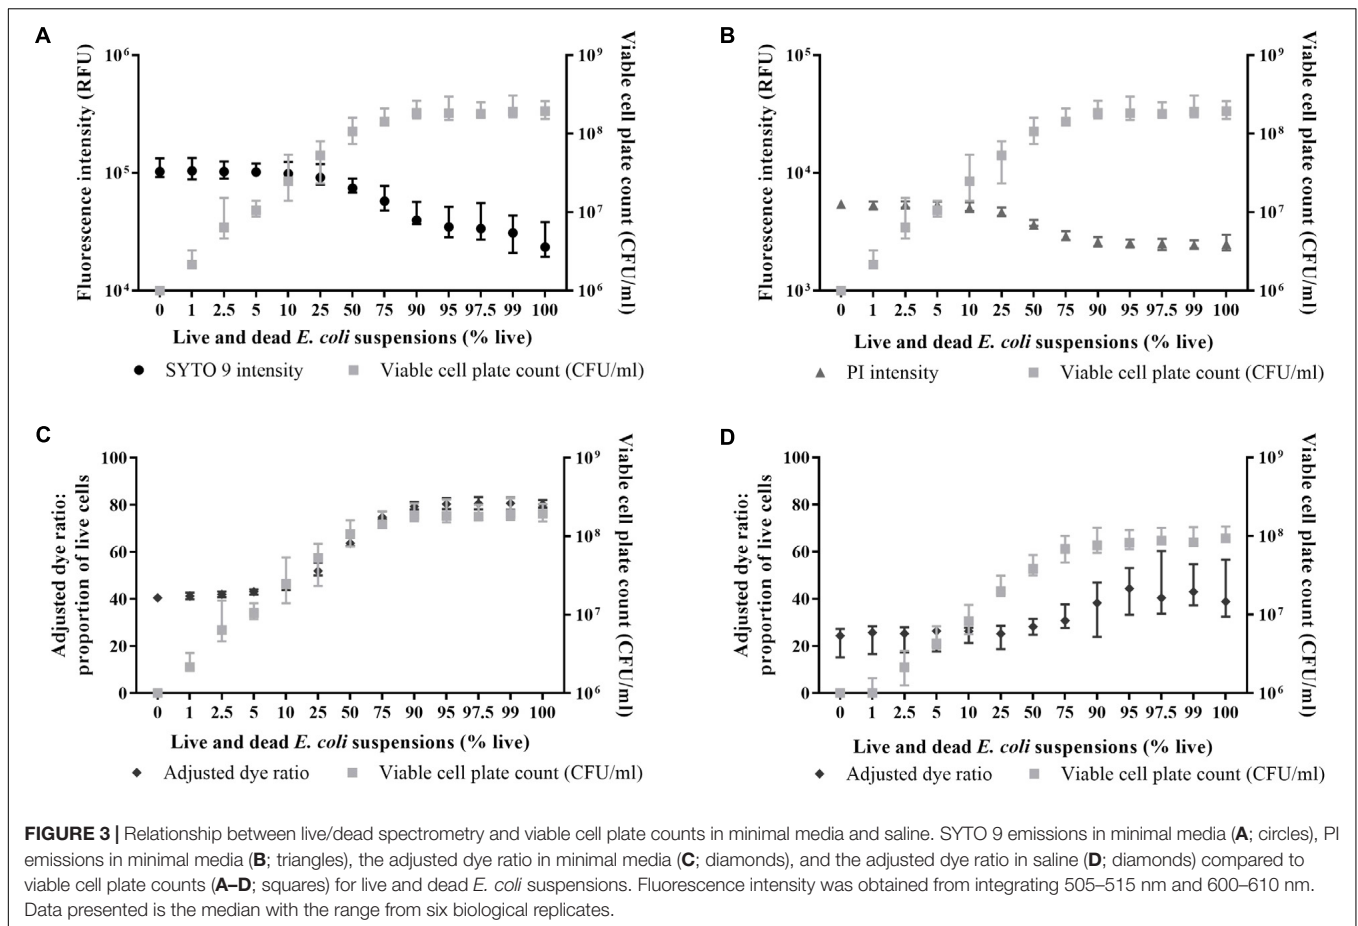 A
Fluorescence intensity (RFU)
10⁶
10⁵
10⁴
Viable cell plate count (CFU/ml)
10⁹
10⁸
10⁷
10⁶
0 1 2.5 5 10 25 50 75 90 95 97.5 99 100
Live and dead E. coli suspensions (% live)
SYTO 9 intensity Viable cell plate count (CFU/ml)
B
Fluorescence intensity (RFU)
10⁵
10⁴
10³
Viable cell plate count (CFU/ml)
10⁹
10⁸
10⁷
10⁶
0 1 2.5 5 10 25 50 75 90 95 97.5 99 100
Live and dead E. coli suspensions (% live)
PI intensity Viable cell plate count (CFU/ml)
C
Adjusted dye ratio:
proportion of live cells
100
80
60
40
20
0
Viable cell plate count (CFU/ml)
10⁹
10⁸
10⁷
10⁶
0 1 2.5 5 10 25 50 75 90 95 97.5 99 100
Live and dead E. coli suspensions (% live)
Adjusted dye ratio Viable cell plate count (CFU/ml)
D
Adjusted dye ratio:
proportion of live cells
100
80
60
40
20
0
Viable cell plate count (CFU/ml)
10⁹
10⁸
10⁷
10⁶
0 1 2.5 5 10 25 50 75 90 95 97.5 99 100
Live and dead E. coli suspensions (% live)
Adjusted dye ratio Viable cell plate count (CFU/ml)
FIGURE 3 | Relationship between live/dead spectrometry and viable cell plate counts in minimal media and saline. SYTO 9 emissions in minimal media (A; circles), PI
emissions in minimal media (B; triangles), the adjusted dye ratio in minimal media (C; diamonds), and the adjusted dye ratio in saline (D; diamonds) compared to
viable cell plate counts (A–D; squares) for live and dead E. coli suspensions. Fluorescence intensity was obtained from integrating 505–515 nm and 600–610 nm.
Data presented is the median with the range from six biological replicates.